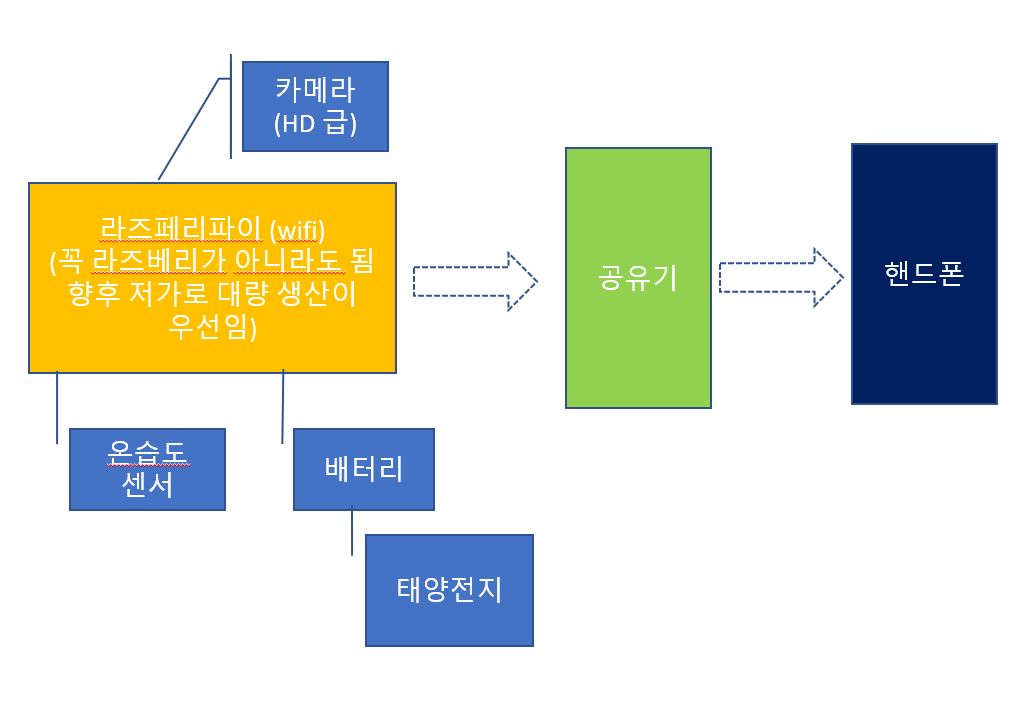 카메라
(HD 급)
라즈페리파이 (wifi)
(꼭 라즈베리가 아니라도 됨
향후 저가로 대량 생산이
우선임)
공유기
핸드폰
온습도
센서
배터리
태양전지